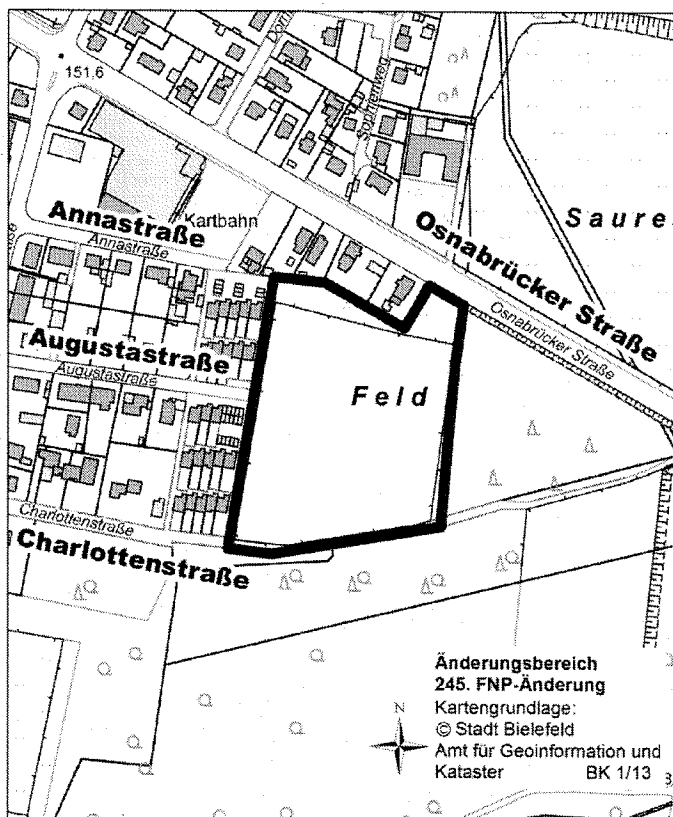 151,6
Kartbahn
Annastraße
Annastraße
Osnabrücker Straße
Osnabrücker Straße
Saure
Augustastraße
Augustastraße
Feld
Charlottenstraße
Charlottenstraße
Änderungsbereich
245. FNP-Änderung
Kartengrundlage:
N
© Stadt Bielefeld
Amt für Geoinformation und
Kataster BK 1/13